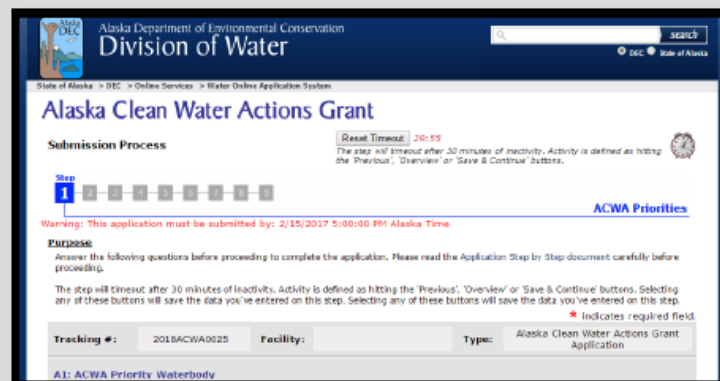 Alaska DEC
Alaska Department of Environmental Conservation
Division of Water
search
DEC State of Alaska
State of Alaska > DEC > Online Services > Water Online Application System
Alaska Clean Water Actions Grant
Submission Process
Reset Timeout 29:55
The step will timeout after 30 minutes of inactivity. Activity is defined as hitting
the 'Previous', 'Overview' or 'Save & Continue' buttons.
Step
1 2 3 4 5 6 7 8 9
ACWA Priorities
Warning: This application must be submitted by: 2/15/2017 5:00:00 PM Alaska Time
Purpose
Answer the following questions before proceeding to complete the application. Please read the Application Step by Step document carefully before
proceeding.
The step will timeout after 30 minutes of inactivity. Activity is defined as hitting the 'Previous', 'Overview' or 'Save & Continue' buttons. Selecting
any of these buttons will save the data you've entered on this step. Selecting any of these buttons will save the data you've entered on this step.
* indicates required field
Tracking #: 2018ACWA0025 Facility: Type: Alaska Clean Water Actions Grant
Application
A1: ACWA Priority Waterbody